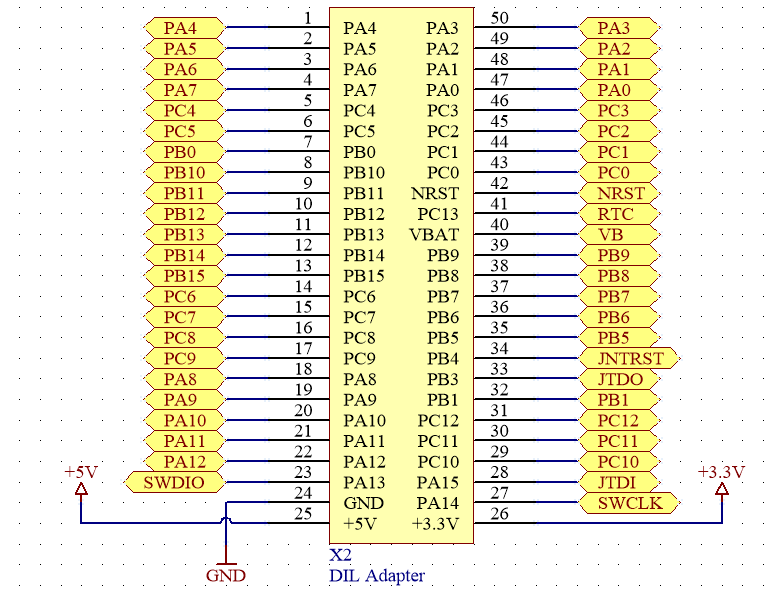 PA4 1 PA4 PA3 50 PA3
PA5 2 PA5 PA2 49 PA2
PA6 3 PA6 PA1 48 PA1
PA7 4 PA7 PA0 47 PA0
PC4 5 PC4 PC3 46 PC3
PC5 6 PC5 PC2 45 PC2
PB0 7 PB0 PC1 44 PC1
PB10 8 PB10 PC0 43 PC0
PB11 9 PB11 NRST 42 NRST
PB12 10 PB12 PC13 41 RTC
PB13 11 PB13 VBAT 40 VB
PB14 12 PB14 PB9 39 PB9
PB15 13 PB15 PB8 38 PB8
PC6 14 PC6 PB7 37 PB7
PC7 15 PC7 PB6 36 PB6
PC8 16 PC8 PB5 35 PB5
PC9 17 PC9 PB4 34 JNTRST
PA8 18 PA8 PB3 33 JTDO
PA9 19 PA9 PB1 32 PB1
PA10 20 PA10 PC12 31 PC12
PA11 21 PA11 PC11 30 PC11
PA12 22 PA12 PC10 29 PC10
+5V +3.3V
SWDIO 23 PA13 PA15 28 JTDI
24 GND PA14 27 SWCLK
25 +5V +3.3V 26
X2
GND DIL Adapter